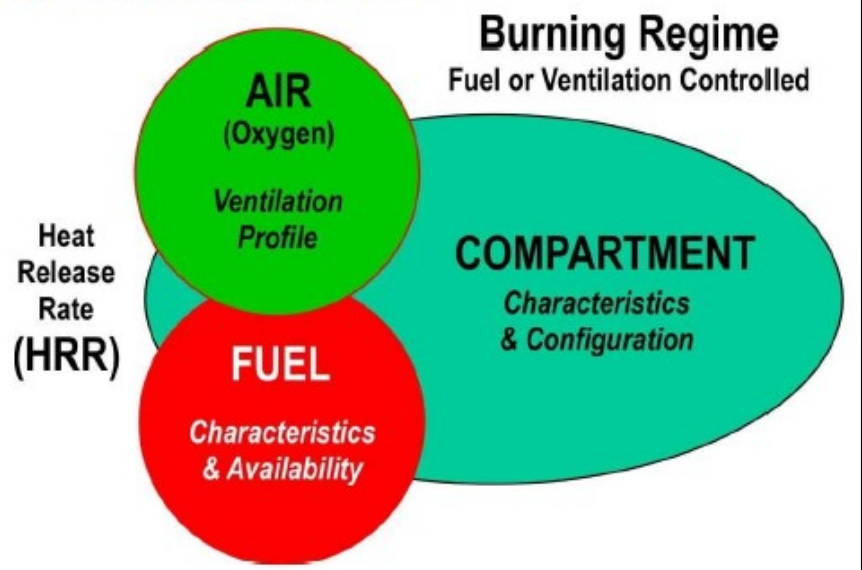 Burning Regime
Fuel or Ventilation Controlled
AIR
(Oxygen)
Ventilation
Profile
Heat
Release
Rate
(HRR)
COMPARTMENT
Characteristics
& Configuration
FUEL
Characteristics
& Availability